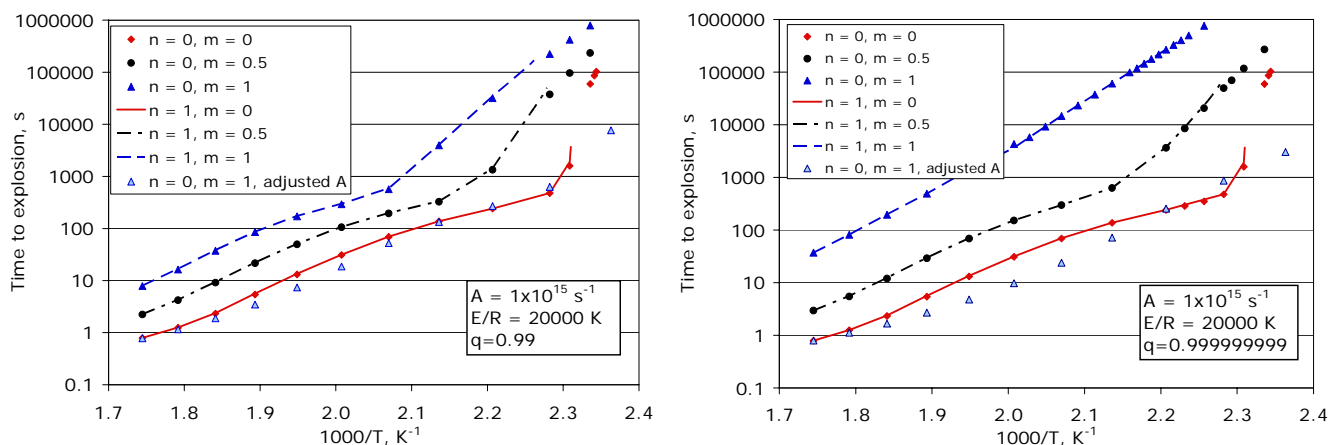 1000000
100000
10000
1000
100
10
1
0.1
Time to explosion, s
n = 0, m = 0
n = 0, m = 0.5
n = 0, m = 1
n = 1, m = 0
n = 1, m = 0.5
n = 1, m = 1
n = 0, m = 1, adjusted A
A = 1x10¹⁵ s⁻¹
E/R = 20000 K
q=0.99
1.7 1.8 1.9 2.0 2.1 2.2 2.3 2.4
1000/T, K⁻¹
1000000
100000
10000
1000
100
10
1
0.1
Time to explosion, s
n = 0, m = 0
n = 0, m = 0.5
n = 0, m = 1
n = 1, m = 0
n = 1, m = 0.5
n = 1, m = 1
n = 0, m = 1, adjusted A
A = 1x10¹⁵ s⁻¹
E/R = 20000 K
q=0.999999999
1.7 1.8 1.9 2.0 2.1 2.2 2.3 2.4
1000/T, K⁻¹